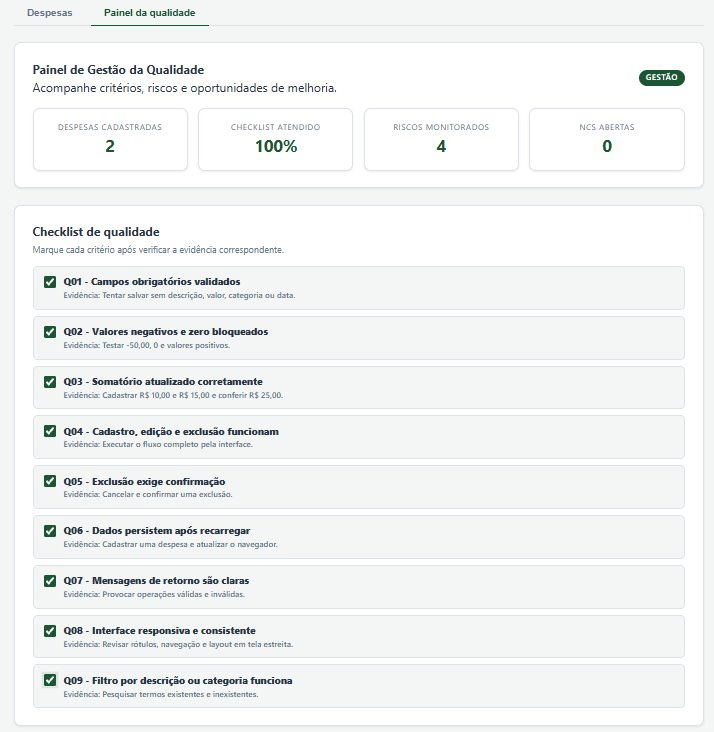 Despesas Painel da qualidade
Painel de Gestão da Qualidade
Acompanhe critérios, riscos e oportunidades de melhoria.
GESTÃO
DESPESAS CADASTRADAS
2
CHECKLIST ATENDIDO
100%
RISCOS MONITORADOS
4
NCS ABERTAS
0
Checklist de qualidade
Marque cada critério após verificar a evidência correspondente.
Q01 - Campos obrigatórios validados
Evidência: Tentar salvar sem descrição, valor, categoria ou data.
Q02 - Valores negativos e zero bloqueados
Evidência: Testar -50,00, 0 e valores positivos.
Q03 - Somatório atualizado corretamente
Evidência: Cadastrar R$ 10,00 e R$ 15,00 e conferir R$ 25,00.
Q04 - Cadastro, edição e exclusão funcionam
Evidência: Executar o fluxo completo pela interface.
Q05 - Exclusão exige confirmação
Evidência: Cancelar e confirmar uma exclusão.
Q06 - Dados persistem após recarregar
Evidência: Cadastrar uma despesa e atualizar o navegador.
Q07 - Mensagens de retorno são claras
Evidência: Provocar operações válidas e inválidas.
Q08 - Interface responsiva e consistente
Evidência: Revisar rótulos, navegação e layout em tela estreita.
Q09 - Filtro por descrição ou categoria funciona
Evidência: Pesquisar termos existentes e inexistentes.